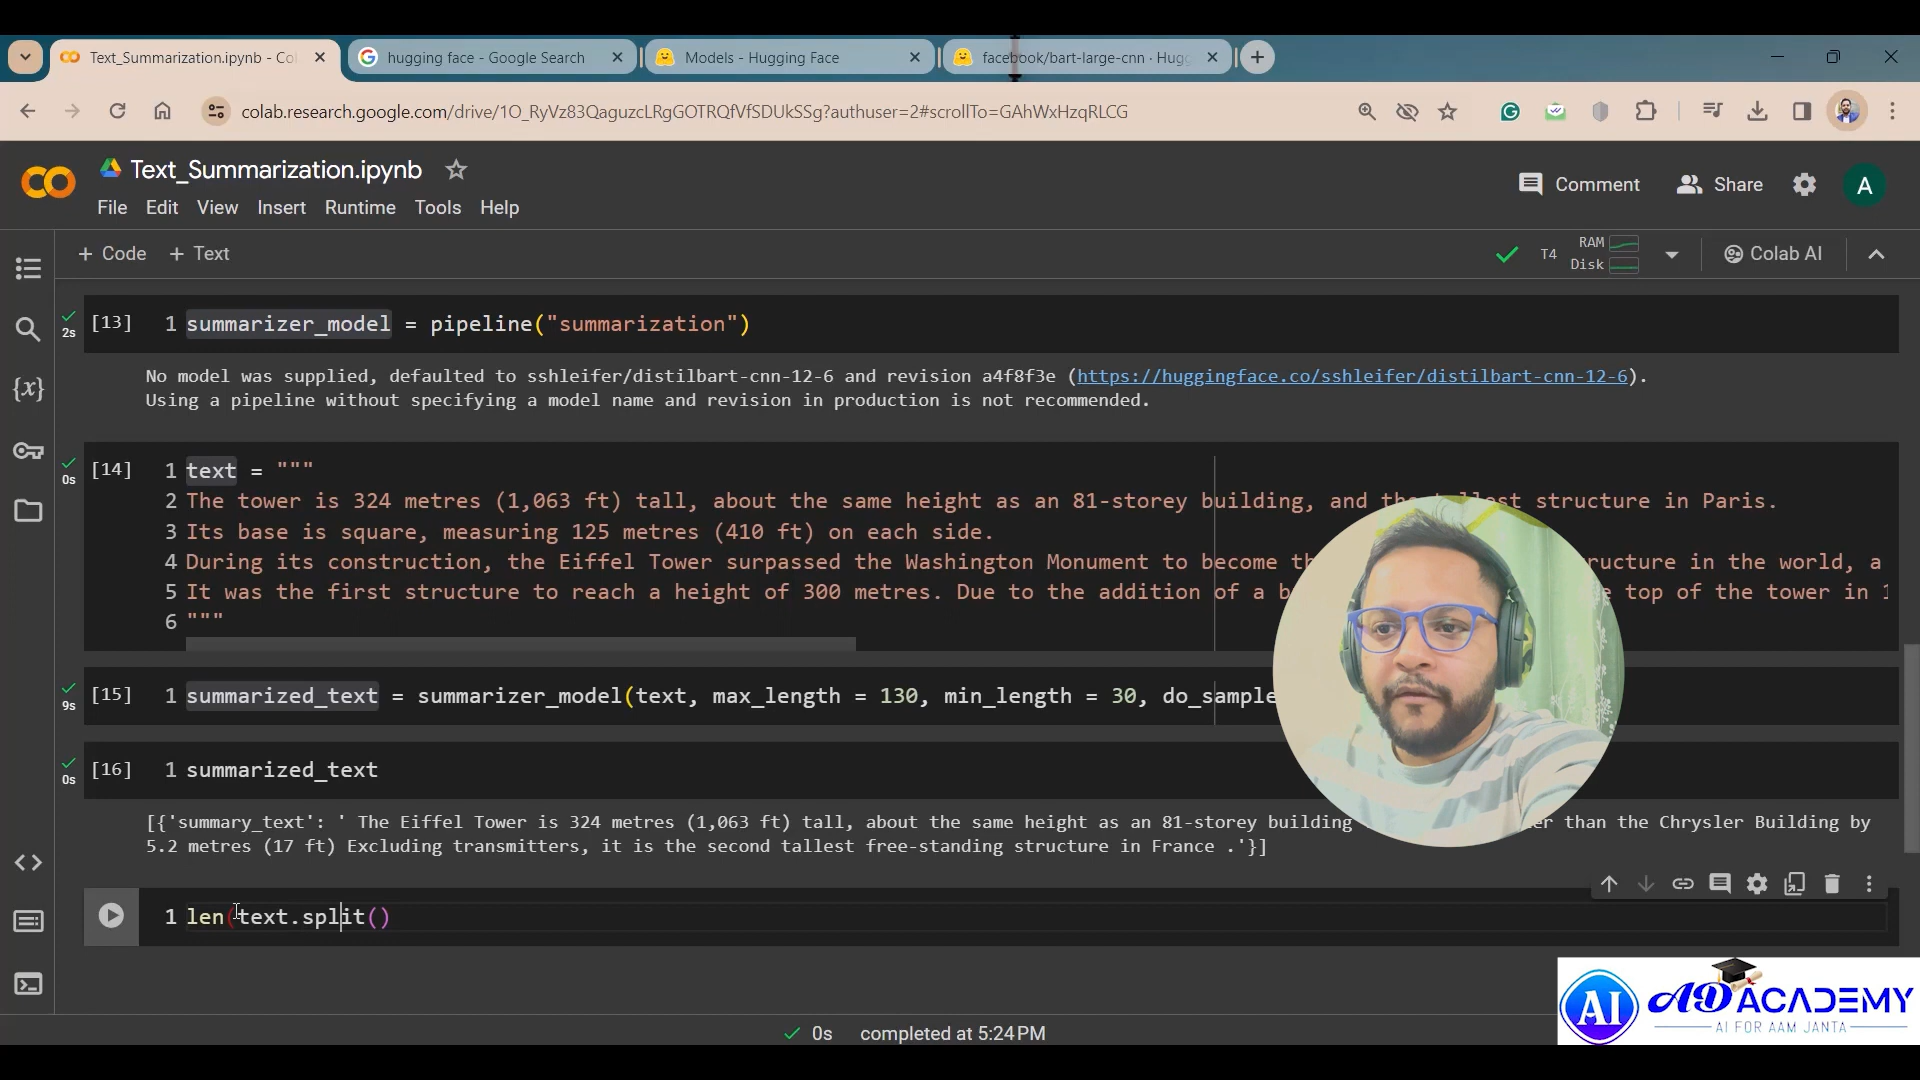 Text_Summarization.ipynb - Co
hugging face - Google Search
Models - Hugging Face
facebook/bart-large-cnn · Hugg
colab.research.google.com/drive/1O_RyVz83QaguzcLRgGOTRQfVfSDUkSSg?authuser=2#scrollTo=GAhWxHzqRLCG
Text_Summarization.ipynb
Comment
Share
A
File Edit View Insert Runtime Tools Help
+ Code + Text
T4
RAM
Disk
Colab AI
2s
[13] 1 summarizer_model = pipeline("summarization")
No model was supplied, defaulted to sshleifer/distilbart-cnn-12-6 and revision a4f8f3e (https://huggingface.co/sshleifer/distilbart-cnn-12-6).
Using a pipeline without specifying a model name and revision in production is not recommended.
0s
[14] 1 text = """
2 The tower is 324 metres (1,063 ft) tall, about the same height as an 81-storey building, and the tallest structure in Paris.
3 Its base is square, measuring 125 metres (410 ft) on each side.
4 During its construction, the Eiffel Tower surpassed the Washington Monument to become structure in the world, a
5 It was the first structure to reach a height of 300 metres. Due to the addition of a top of the tower in 1
6 """
9s
[15] 1 summarized_text = summarizer_model(text, max_length = 130, min_length = 30, do_sample
0s
[16] 1 summarized_text
[{'summary_text': ' The Eiffel Tower is 324 metres (1,063 ft) tall, about the same height as an 81-storey building than the Chrysler Building by
5.2 metres (17 ft) Excluding transmitters, it is the second tallest free-standing structure in France .'}]
1 len(text.split()
0s completed at 5:24 PM
AI
AD ACADEMY
AI FOR AAM JANTA